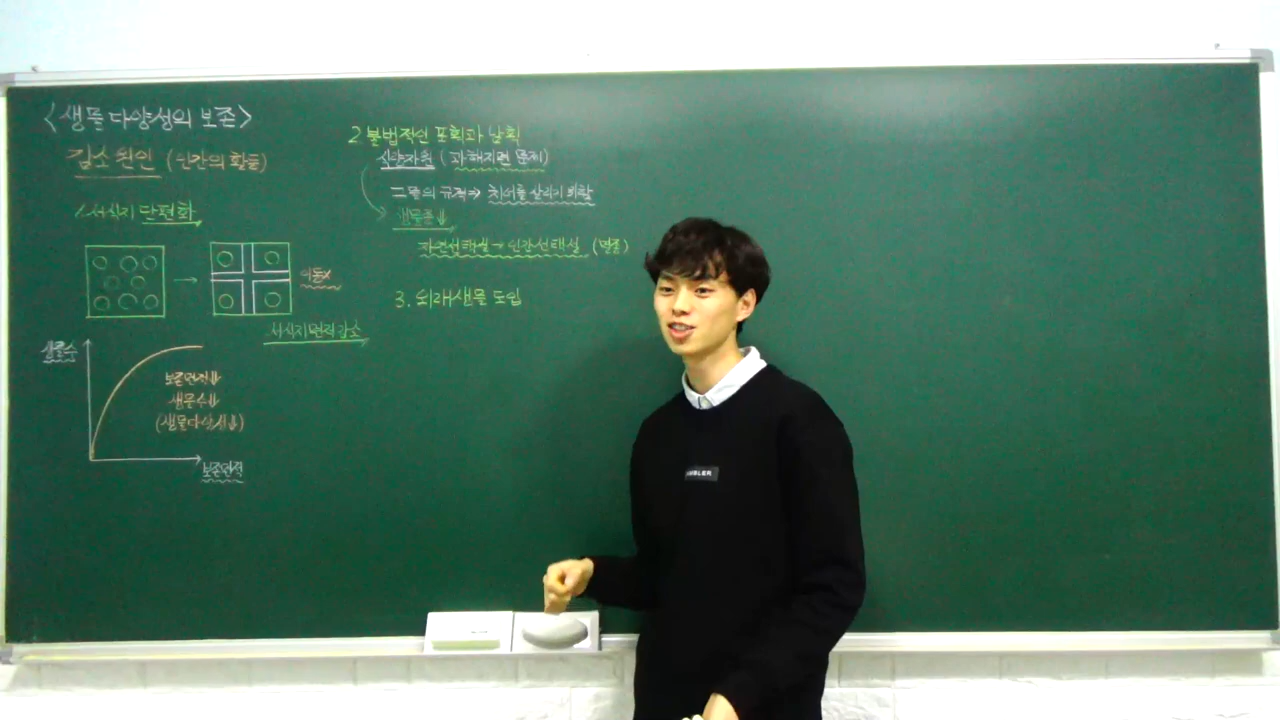 <생물 다양성의 보존>
감소 원인 (인간의 활동)
1. 서식지 단편화
이동x
서식지 면적 감소
생물수
보존면적↓
생물수↓
(생물다양성↓)
보존면적
2. 불법적인 포획과 남획
식량자원 (과 해지면 문제)
그물의 규격⇒ 치어를 살리기 위함
생물종↓
자연선택설→인간선택설 (멸종)
3. 외래생물 도입
MBLER